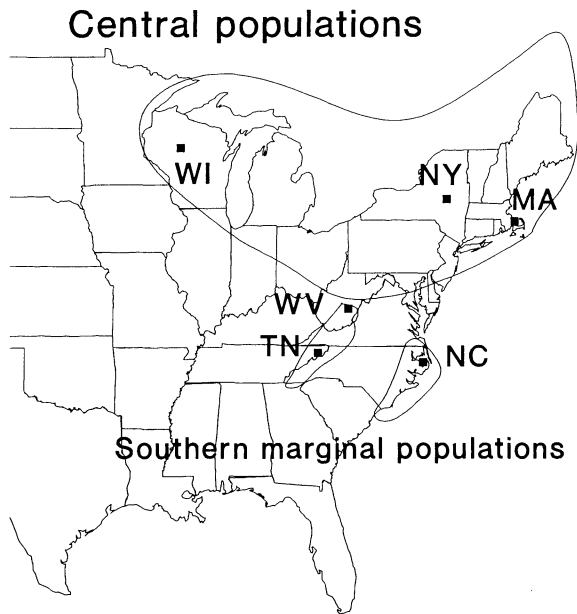 Central populations
WI
NY
MA
WV
TN
NC
Southern marginal populations